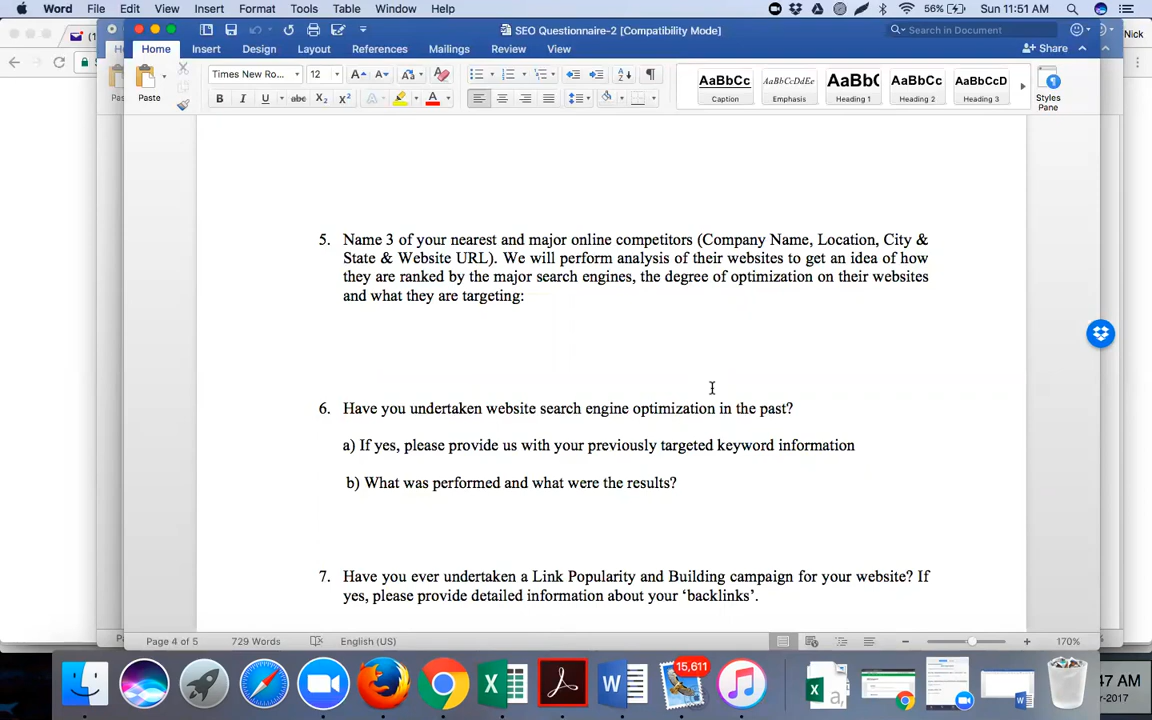 Word File Edit View Insert Format Tools Table Window Help 56% Sun 11:51 AM
SEO Questionnaire-2 [Compatibility Mode] Search in Document Nick
Home Insert Design Layout References Mailings Review View Share
Paste Times New Ro... 12 AaBbCc AaBbCcDdEe AaBbC AaBbCc AaBbCcD
B I U abc X₂ X² A A Caption Emphasis Heading 1 Heading 2 Heading 3 Styles Pane
5. Name 3 of your nearest and major online competitors (Company Name, Location, City &
State & Website URL). We will perform analysis of their websites to get an idea of how
they are ranked by the major search engines, the degree of optimization on their websites
and what they are targeting:
6. Have you undertaken website search engine optimization in the past?
a) If yes, please provide us with your previously targeted keyword information
b) What was performed and what were the results?
7. Have you ever undertaken a Link Popularity and Building campaign for your website? If
yes, please provide detailed information about your ‘backlinks’.
Page 4 of 5 729 Words English (US) 170%
15,611
47 AM
-2017